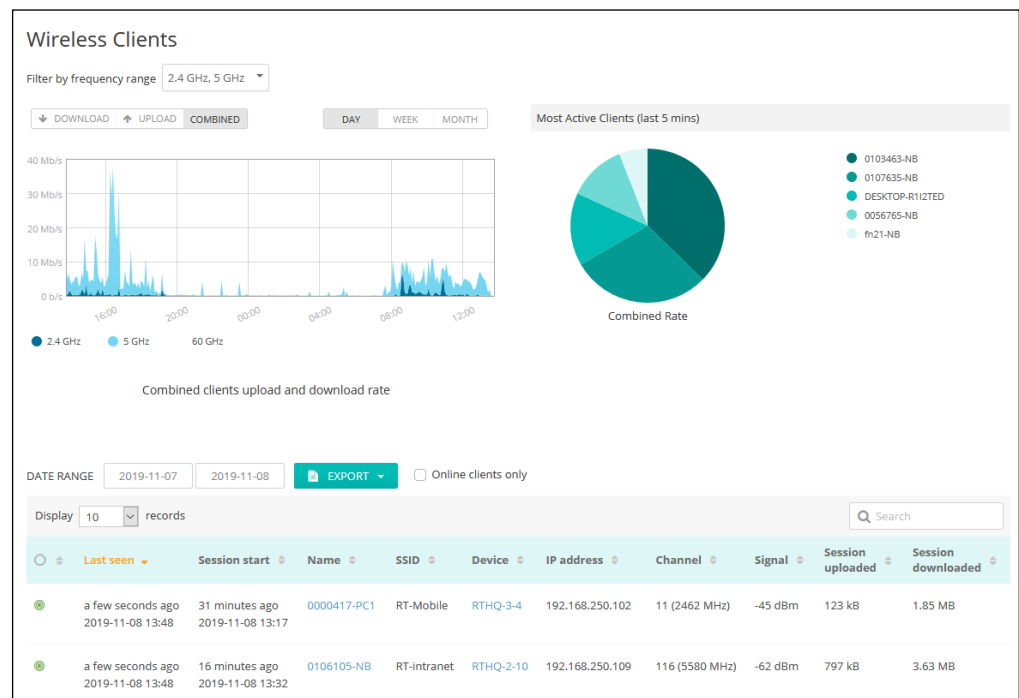 Wireless Clients
Filter by frequency range 2.4 GHz, 5 GHz
DOWNLOAD UPLOAD COMBINED DAY WEEK MONTH
Most Active Clients (last 5 mins)
40 Mb/s
30 Mb/s
20 Mb/s
10 Mb/s
0 b/s
16:00 20:00 00:00 04:00 08:00 12:00
2.4 GHz 5 GHz 60 GHz
Combined clients upload and download rate
0103463-NB
0107635-NB
DESKTOP-R1I2TED
0056765-NB
fn21-NB
Combined Rate
DATE RANGE 2019-11-07 2019-11-08 EXPORT Online clients only
Display 10 records Search
Last seen Session start Name SSID Device IP address Channel Signal Session uploaded Session downloaded
a few seconds ago 31 minutes ago 0000417-PC1 RT-Mobile RTHQ-3-4 192.168.250.102 11 (2462 MHz) -45 dBm 123 kB 1.85 MB
2019-11-08 13:48 2019-11-08 13:17
a few seconds ago 16 minutes ago 0106105-NB RT-intranet RTHQ-2-10 192.168.250.109 116 (5580 MHz) -62 dBm 797 kB 3.63 MB
2019-11-08 13:48 2019-11-08 13:32